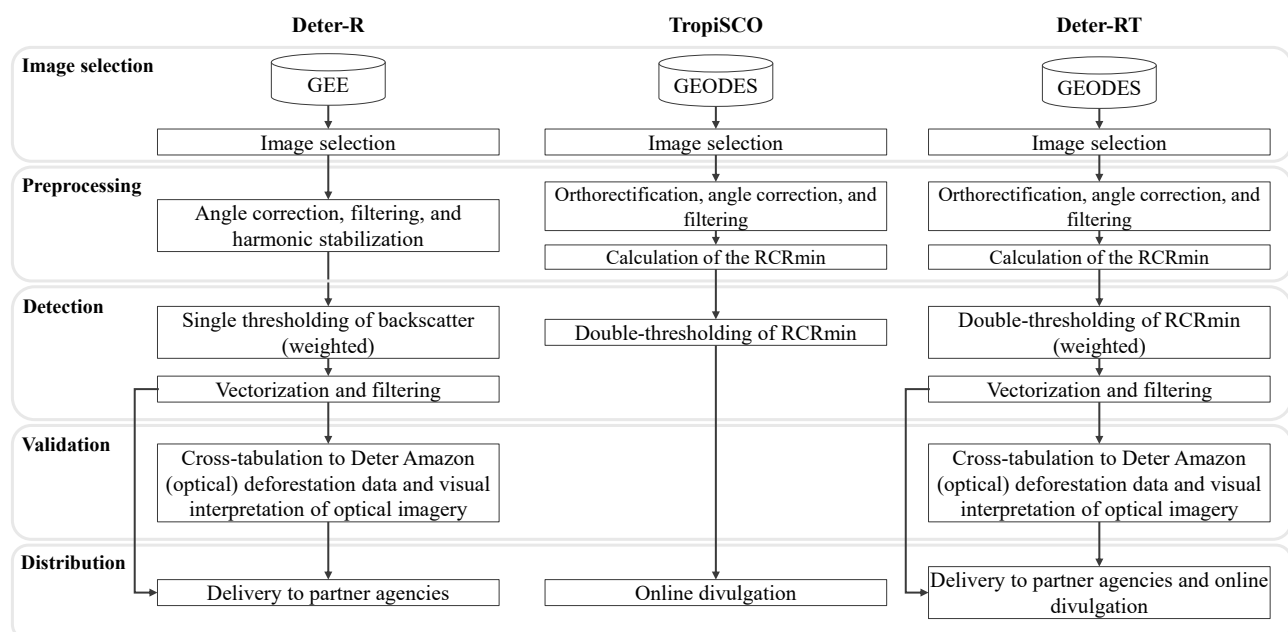 Deter-R
TropiSCO
Deter-RT
Image selection
GEE
GEODES
GEODES
Image selection
Image selection
Image selection
Preprocessing
Angle correction, filtering, and
harmonic stabilization
Orthorectification, angle correction, and
filtering
Calculation of the RCRmin
Orthorectification, angle correction, and
filtering
Calculation of the RCRmin
Detection
Single thresholding of backscatter
(weighted)
Vectorization and filtering
Double-thresholding of RCRmin
Double-thresholding of RCRmin
(weighted)
Vectorization and filtering
Validation
Cross-tabulation to Deter Amazon
(optical) deforestation data and visual
interpretation of optical imagery
Cross-tabulation to Deter Amazon
(optical) deforestation data and visual
interpretation of optical imagery
Distribution
Delivery to partner agencies
Online divulgation
Delivery to partner agencies and online
divulgation